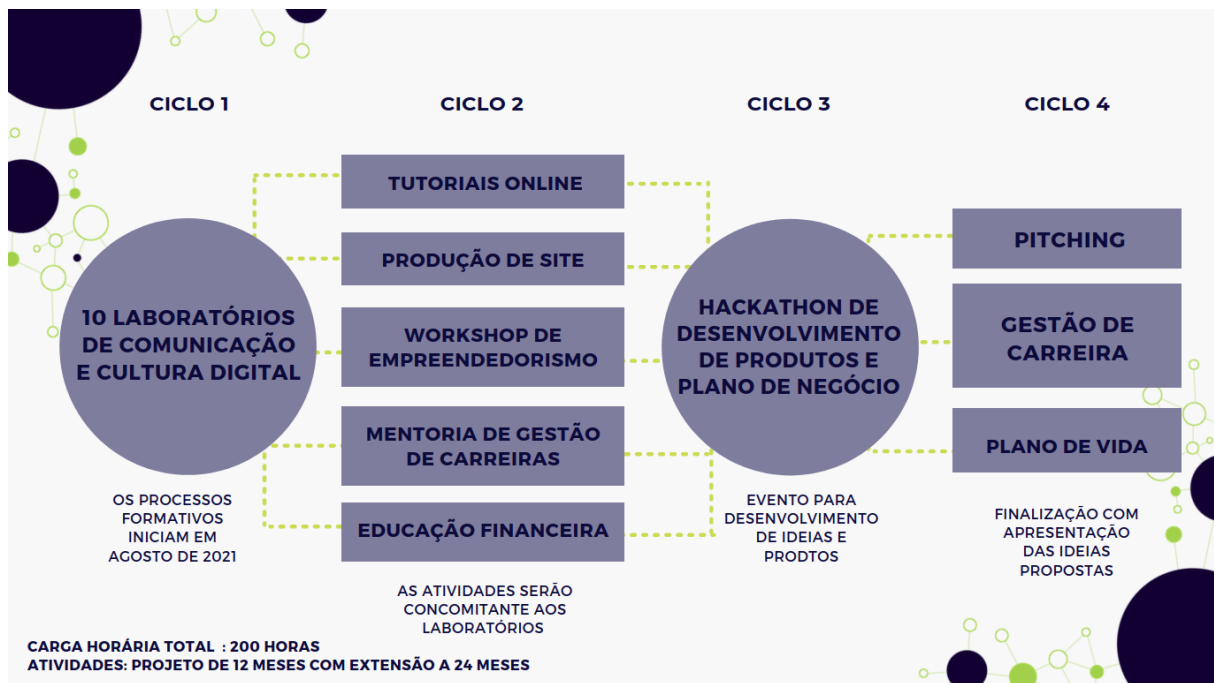 CICLO 1
10 LABORATÓRIOS
DE COMUNICAÇÃO
E CULTURA DIGITAL
OS PROCESSOS
FORMATIVOS
INICIAM EM
AGOSTO DE 2021
CICLO 2
TUTORIAIS ONLINE
PRODUÇÃO DE SITE
WORKSHOP DE
EMPREENDEDORISMO
MENTORIA DE GESTÃO
DE CARREIRAS
EDUCAÇÃO FINANCEIRA
AS ATIVIDADES SERÃO
CONCOMITANTE AOS
LABORATÓRIOS
CICLO 3
HACKATHON DE
DESENVOLVIMENTO
DE PRODUTOS E
PLANO DE NEGÓCIO
EVENTO PARA
DESENVOLVIMENTO
DE IDEIAS E
PRODTOS
CICLO 4
PITCHING
GESTÃO DE
CARREIRA
PLANO DE VIDA
FINALIZAÇÃO COM
APRESENTAÇÃO
DAS IDEIAS
PROPOSTAS
CARGA HORÁRIA TOTAL : 200 HORAS
ATIVIDADES: PROJETO DE 12 MESES COM EXTENSÃO A 24 MESES